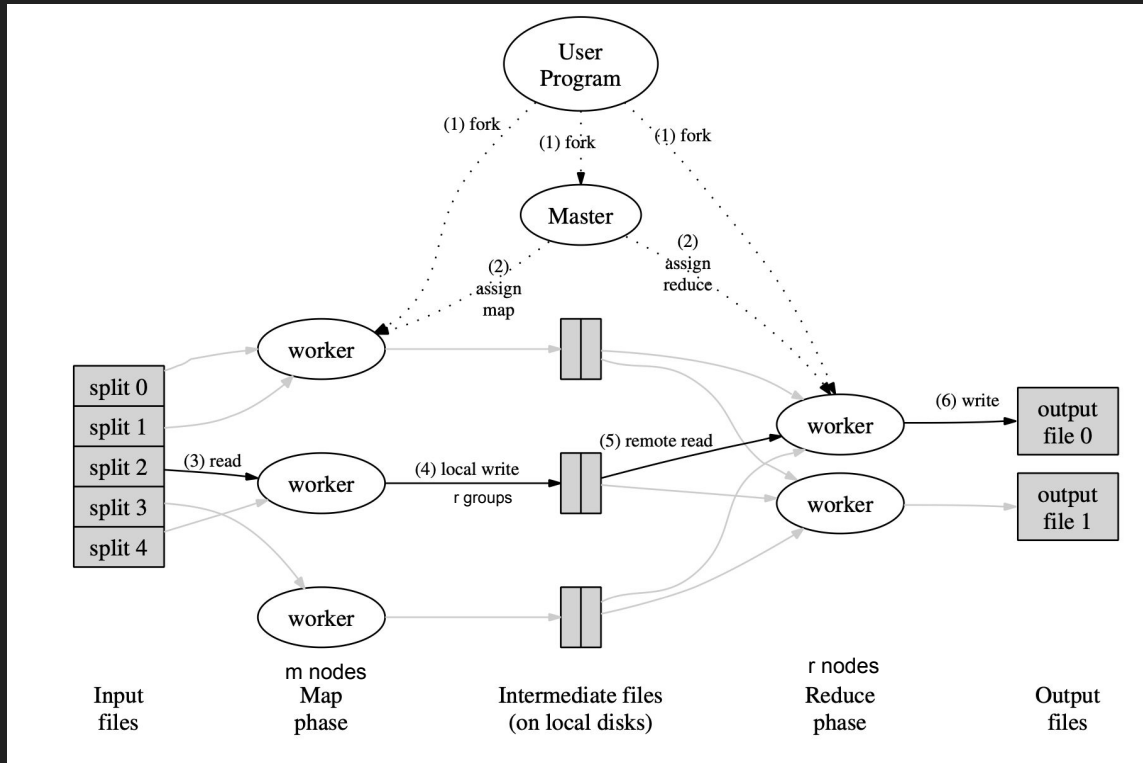 User
Program
(1) fork
(1) fork
(1) fork
Master
(2)
assign
map
(2)
assign
reduce
worker
split 0
split 1
split 2
split 3
split 4
(3) read
worker
(4) local write
r groups
(5) remote read
worker
(6) write
output
file 0
worker
output
file 1
worker
m nodes
r nodes
Input
files
Map
phase
Intermediate files
(on local disks)
Reduce
phase
Output
files